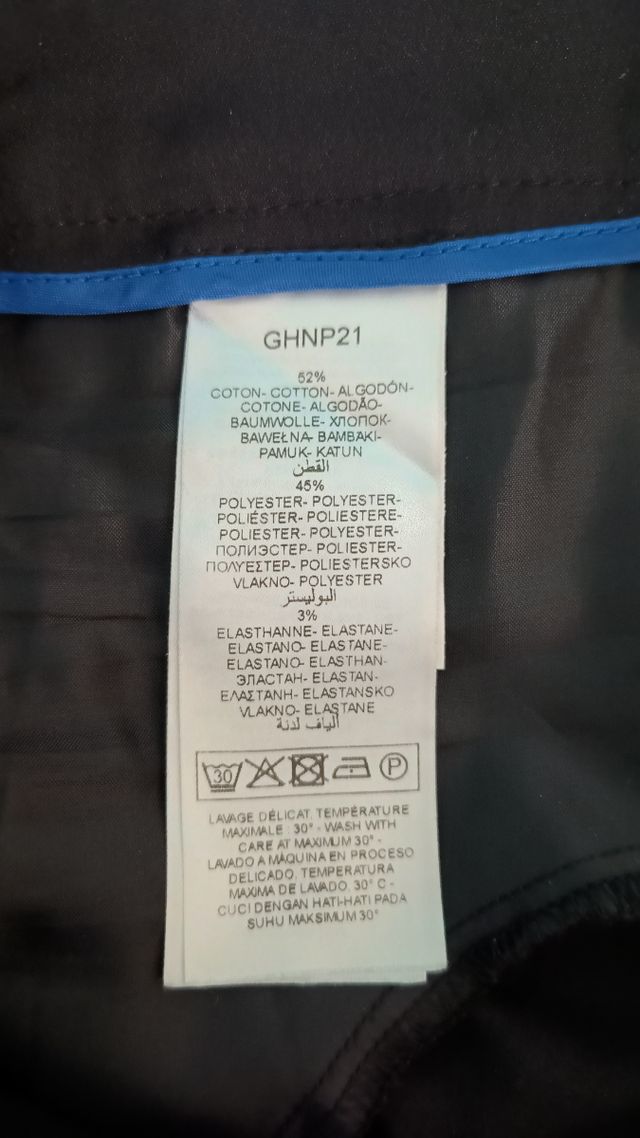 GHNP21
52%
COTON- COTTON- ALGODÓN-
COTONE- ALGODÃO-
BAUMWOLLE- ХЛОПОК-
BAWEŁNA- BAMBAKI-
PAMUK- KATUN
القطن
45%
POLYESTER- POLYESTER-
POLIÉSTER- POLIESTERE-
POLIESTER- POLYESTER-
ПОЛИЭСТЕР- POLIESTER-
ΠΟΛΥΕΣΤΕΡ- POLIESTERSKO
VLAKNO- POLYESTER
البوليستر
3%
ELASTHANNE- ELASTANE-
ELASTANO- ELASTANE-
ELASTANO- ELASTHAN-
ЭЛАСТАН- ELASTAN-
ΕΛΑΣΤΑΝΗ- ELASTANSKO
VLAKNO- ELASTANE
الياف لدنة
30 P
LAVAGE DÉLICAT, TEMPÉRATURE
MAXIMALE : 30° - WASH WITH
CARE AT MAXIMUM 30° -
LAVADO A MÁQUINA EN PROCESO
DELICADO, TEMPERATURA
MAXIMA DE LAVADO. 30° C -
CUCI DENGAN HATI-HATI PADA
SUHU MAKSIMUM 30°